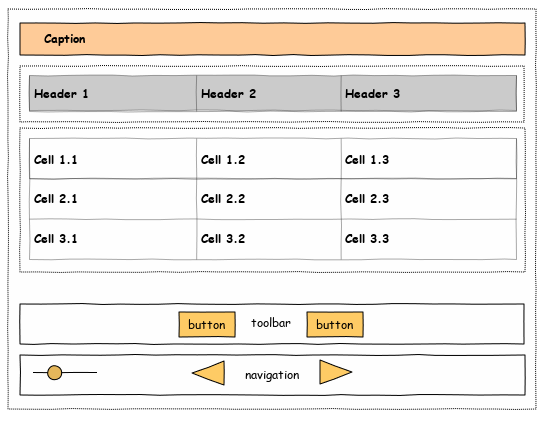 Caption
Header 1 Header 2 Header 3
Cell 1.1 Cell 1.2 Cell 1.3
Cell 2.1 Cell 2.2 Cell 2.3
Cell 3.1 Cell 3.2 Cell 3.3
button toolbar button
navigation